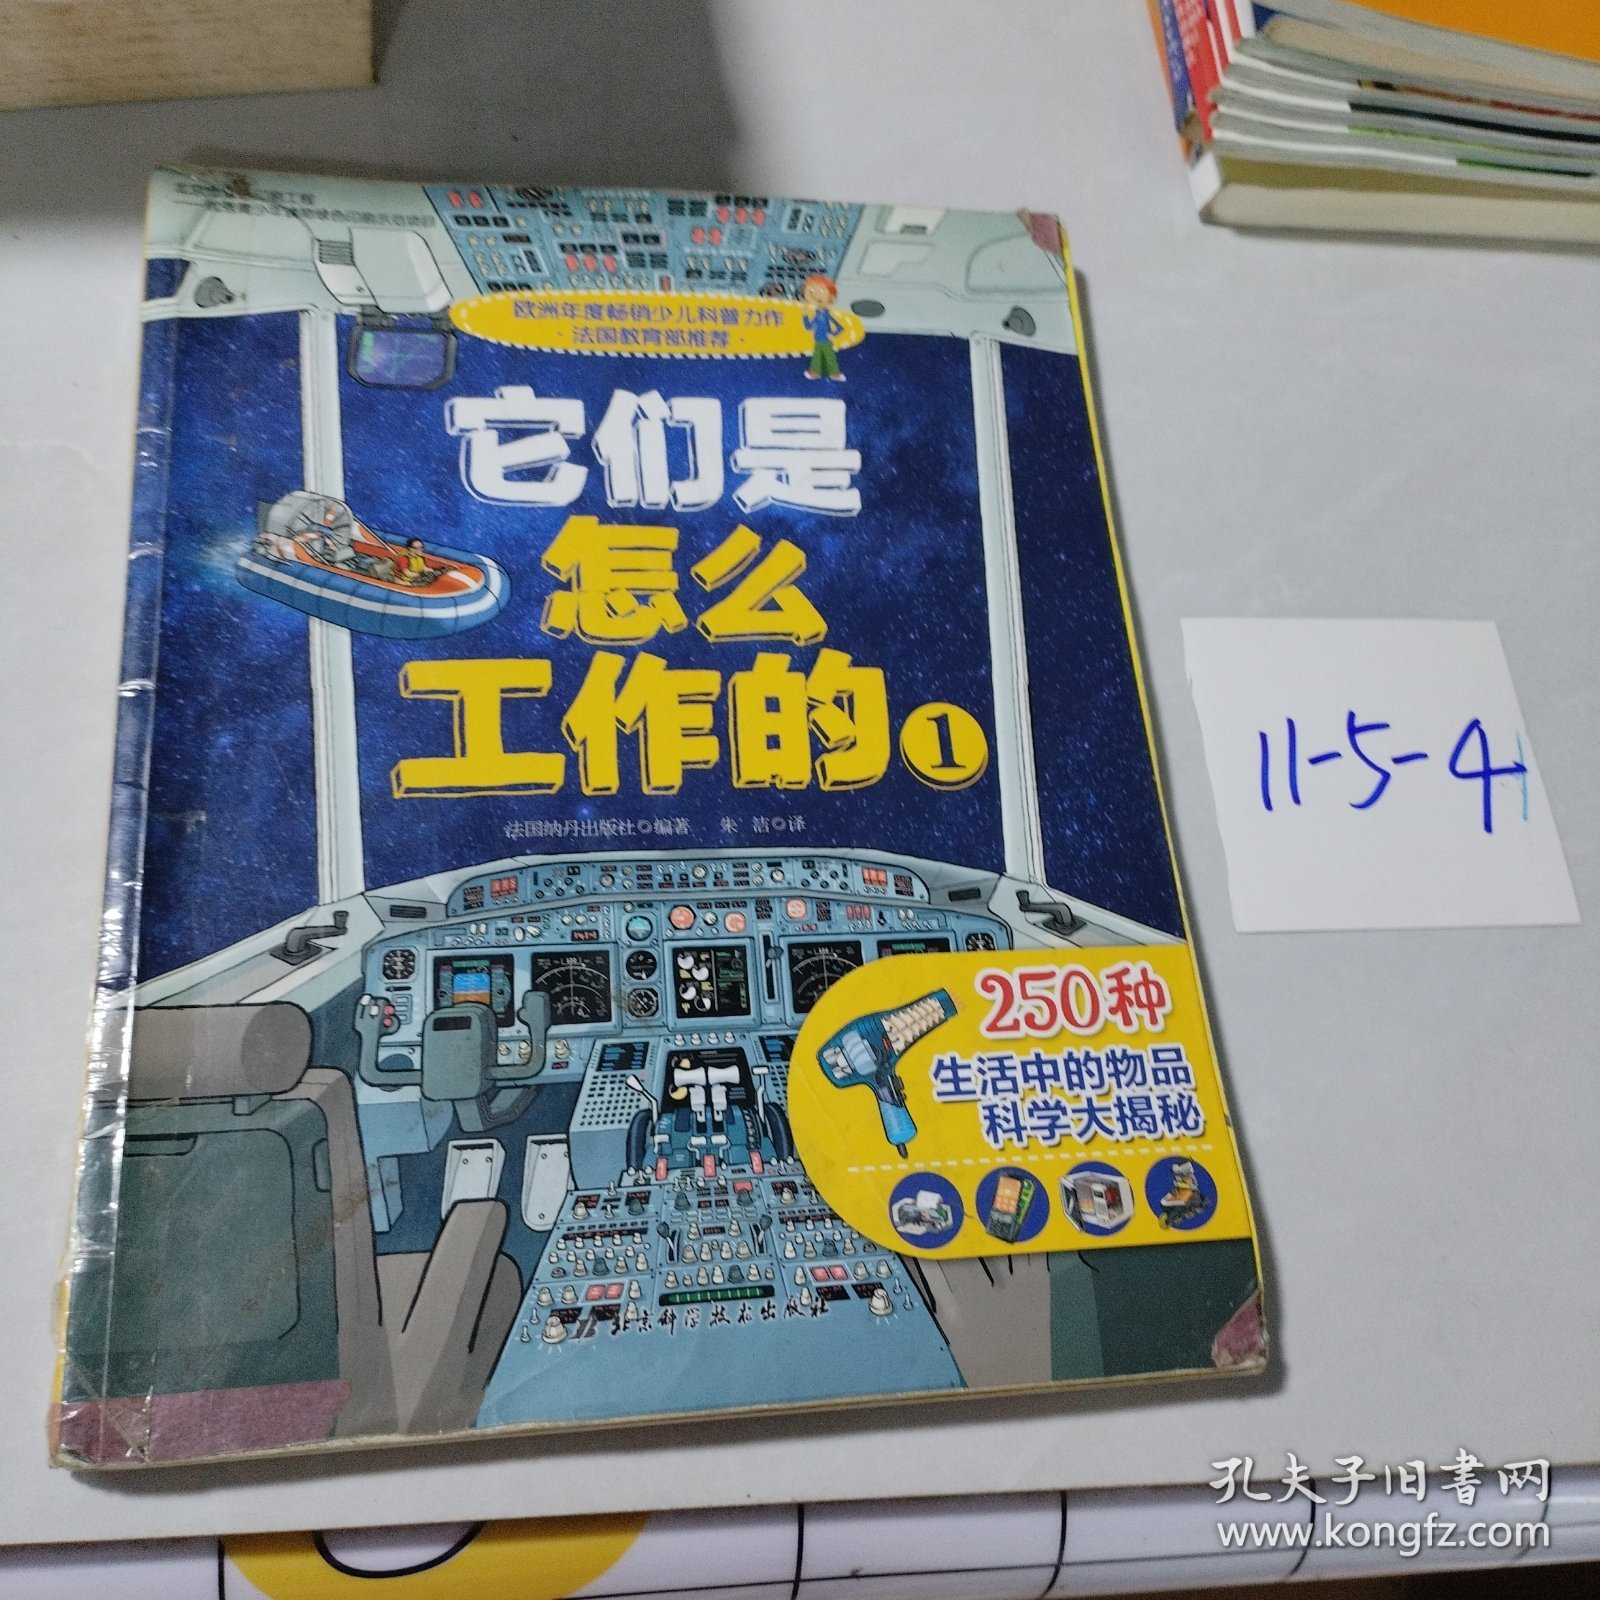 欧洲年度畅销少儿科普力作
·法国教育部推荐·
它们是
怎么
工作的1
法国纳丹出版社◎编著 朱 洁◎译
250种
生活中的物品
科学大揭秘
北京科学技术出版社
11-5-4
孔夫子旧书网
www.kongfz.com